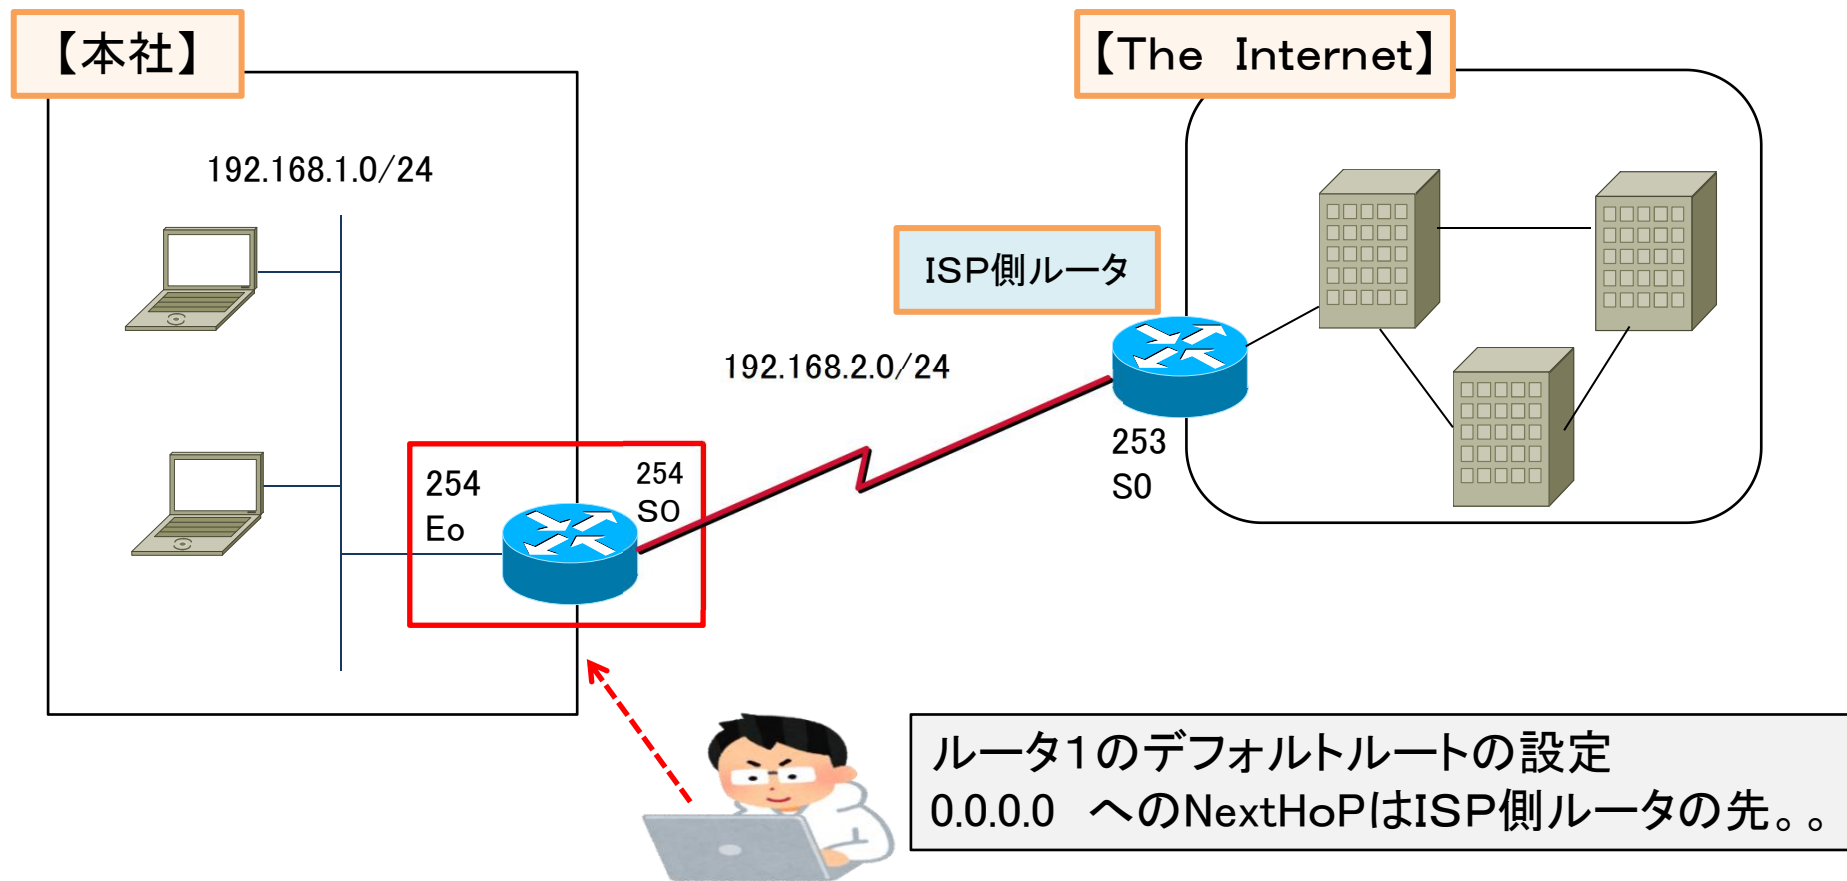 【本社】
【The Internet】
192.168.1.0/24
ISP側ルータ
192.168.2.0/24
253
S0
254
Eo
254
S0
ルータ1のデフォルトルートの設定
0.0.0.0 へのNextHoPはISP側ルータの先。。